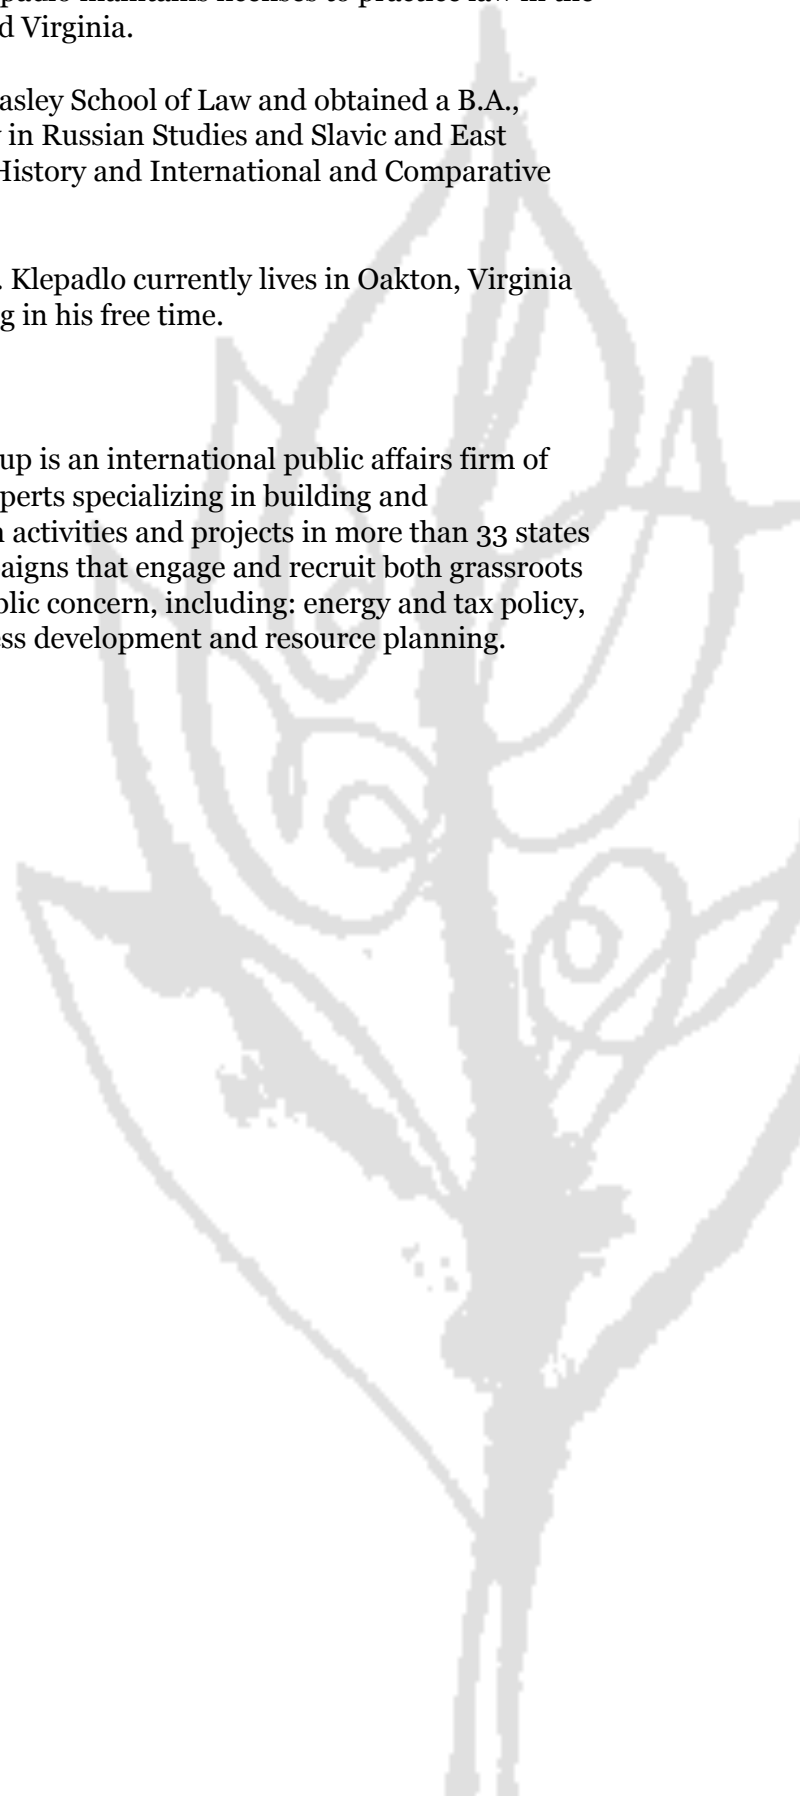 padlo maintains licenses to practice law in the
d Virginia.
asley School of Law and obtained a B.A.,
in Russian Studies and Slavic and East
History and International and Comparative
. Klepadlo currently lives in Oakton, Virginia
g in his free time.
up is an international public affairs firm of
perts specializing in building and
activities and projects in more than 33 states
aigns that engage and recruit both grassroots
blic concern, including: energy and tax policy,
ess development and resource planning.